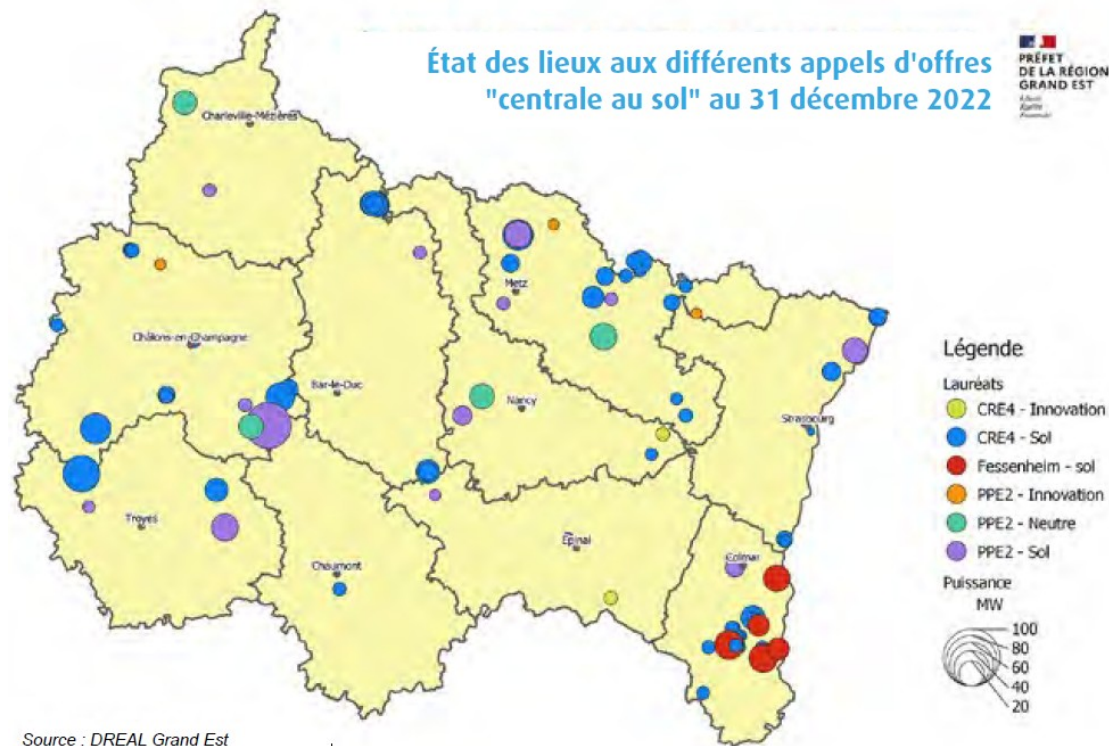 État des lieux aux différents appels d'offres
"centrale au sol" au 31 décembre 2022
PRÉFET
DE LA RÉGION
GRAND EST
Liberté
Égalité
Fraternité
Charleville-Mézières
Metz
Châlons-en-Champagne
Bar-le-Duc
Nancy
Strasbourg
Troyes
Épinal
Chaumont
Colmar
Légende
Lauréats
CRE4 - Innovation
CRE4 - Sol
Fessenheim - sol
PPE2 - Innovation
PPE2 - Neutre
PPE2 - Sol
Puissance
MW
100
80
60
40
20
Source : DREAL Grand Est